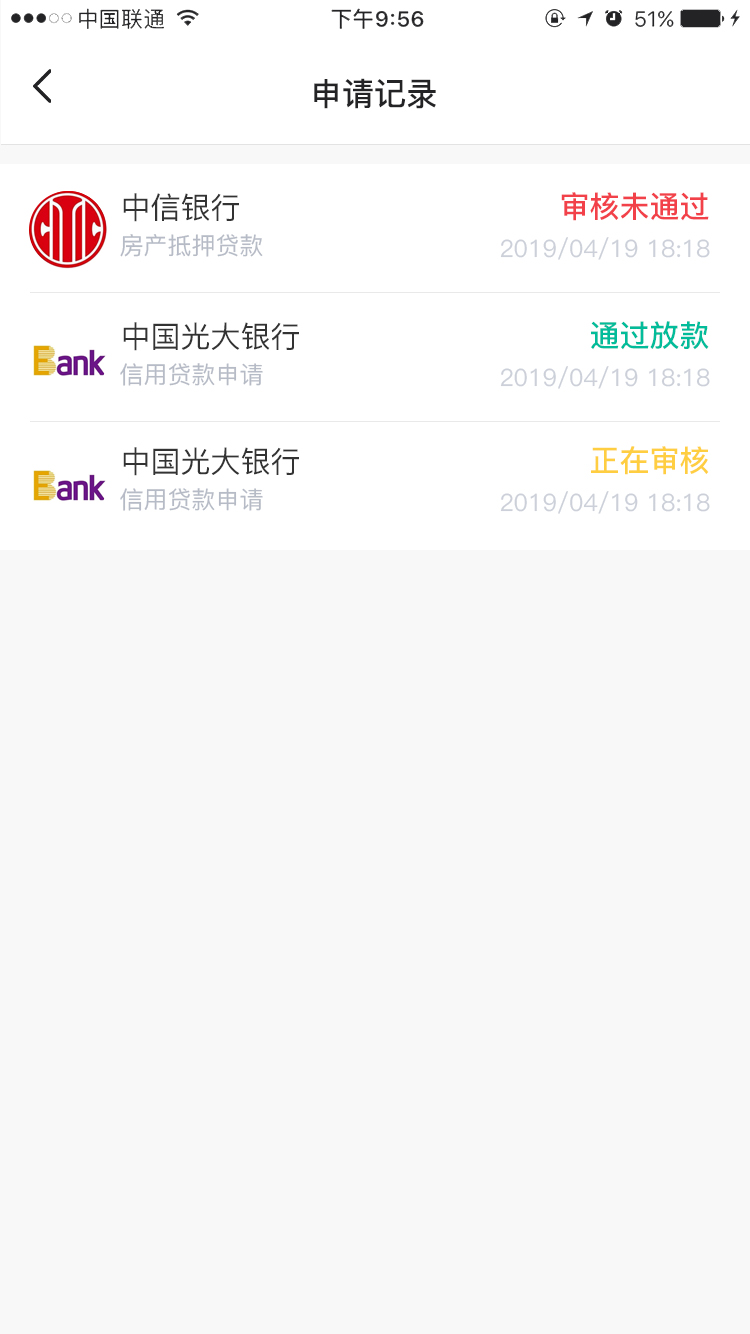 中国联通 下午9:56 51%
申请记录
中信银行 审核未通过
房产抵押贷款 2019/04/19 18:18
中国光大银行 通过放款
Bank
信用贷款申请 2019/04/19 18:18
中国光大银行 正在审核
Bank
信用贷款申请 2019/04/19 18:18